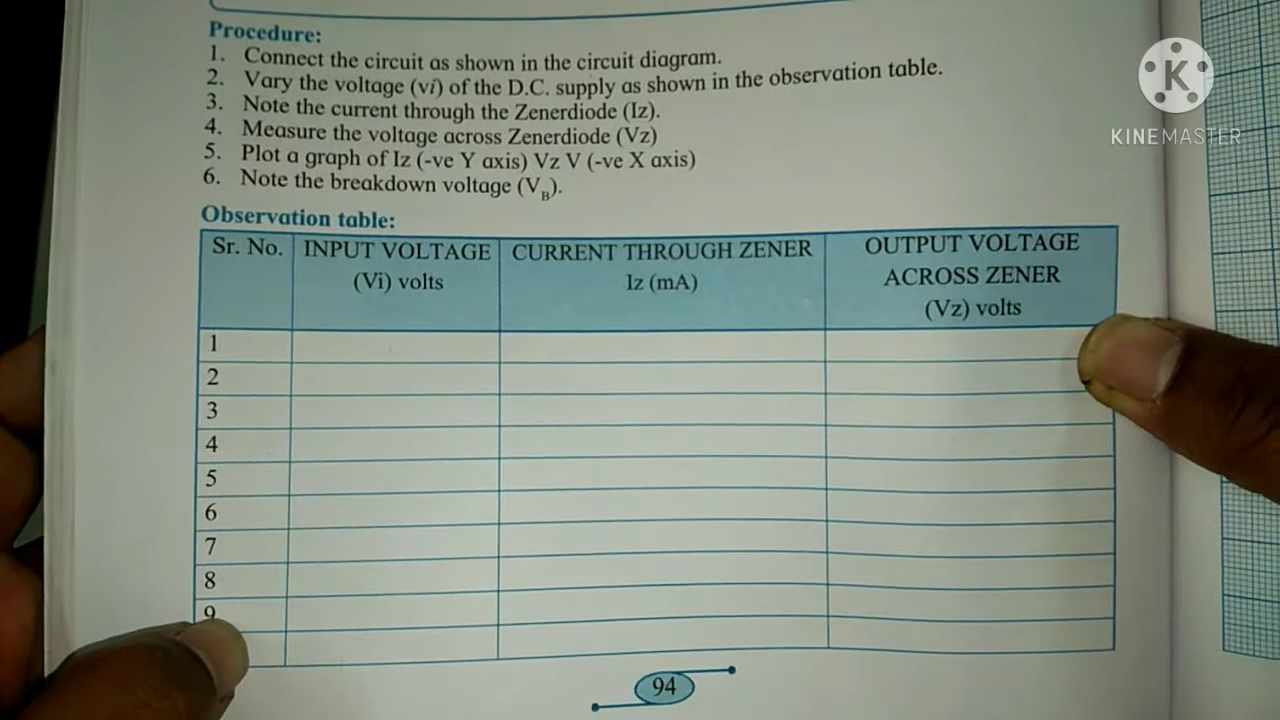 Procedure:
1. Connect the circuit as shown in the circuit diagram.
2. Vary the voltage (vi) of the D.C. supply as shown in the observation table.
3. Note the current through the Zenerdiode (Iz).
4. Measure the voltage across Zenerdiode (Vz)
5. Plot a graph of Iz (-ve Y axis) Vz V (-ve X axis)
6. Note the breakdown voltage (VB).
K
KINEMASTER
Observation table:
Sr. No. INPUT VOLTAGE (Vi) volts CURRENT THROUGH ZENER Iz (mA) OUTPUT VOLTAGE ACROSS ZENER (Vz) volts
1
2
3
4
5
6
7
8
9
94